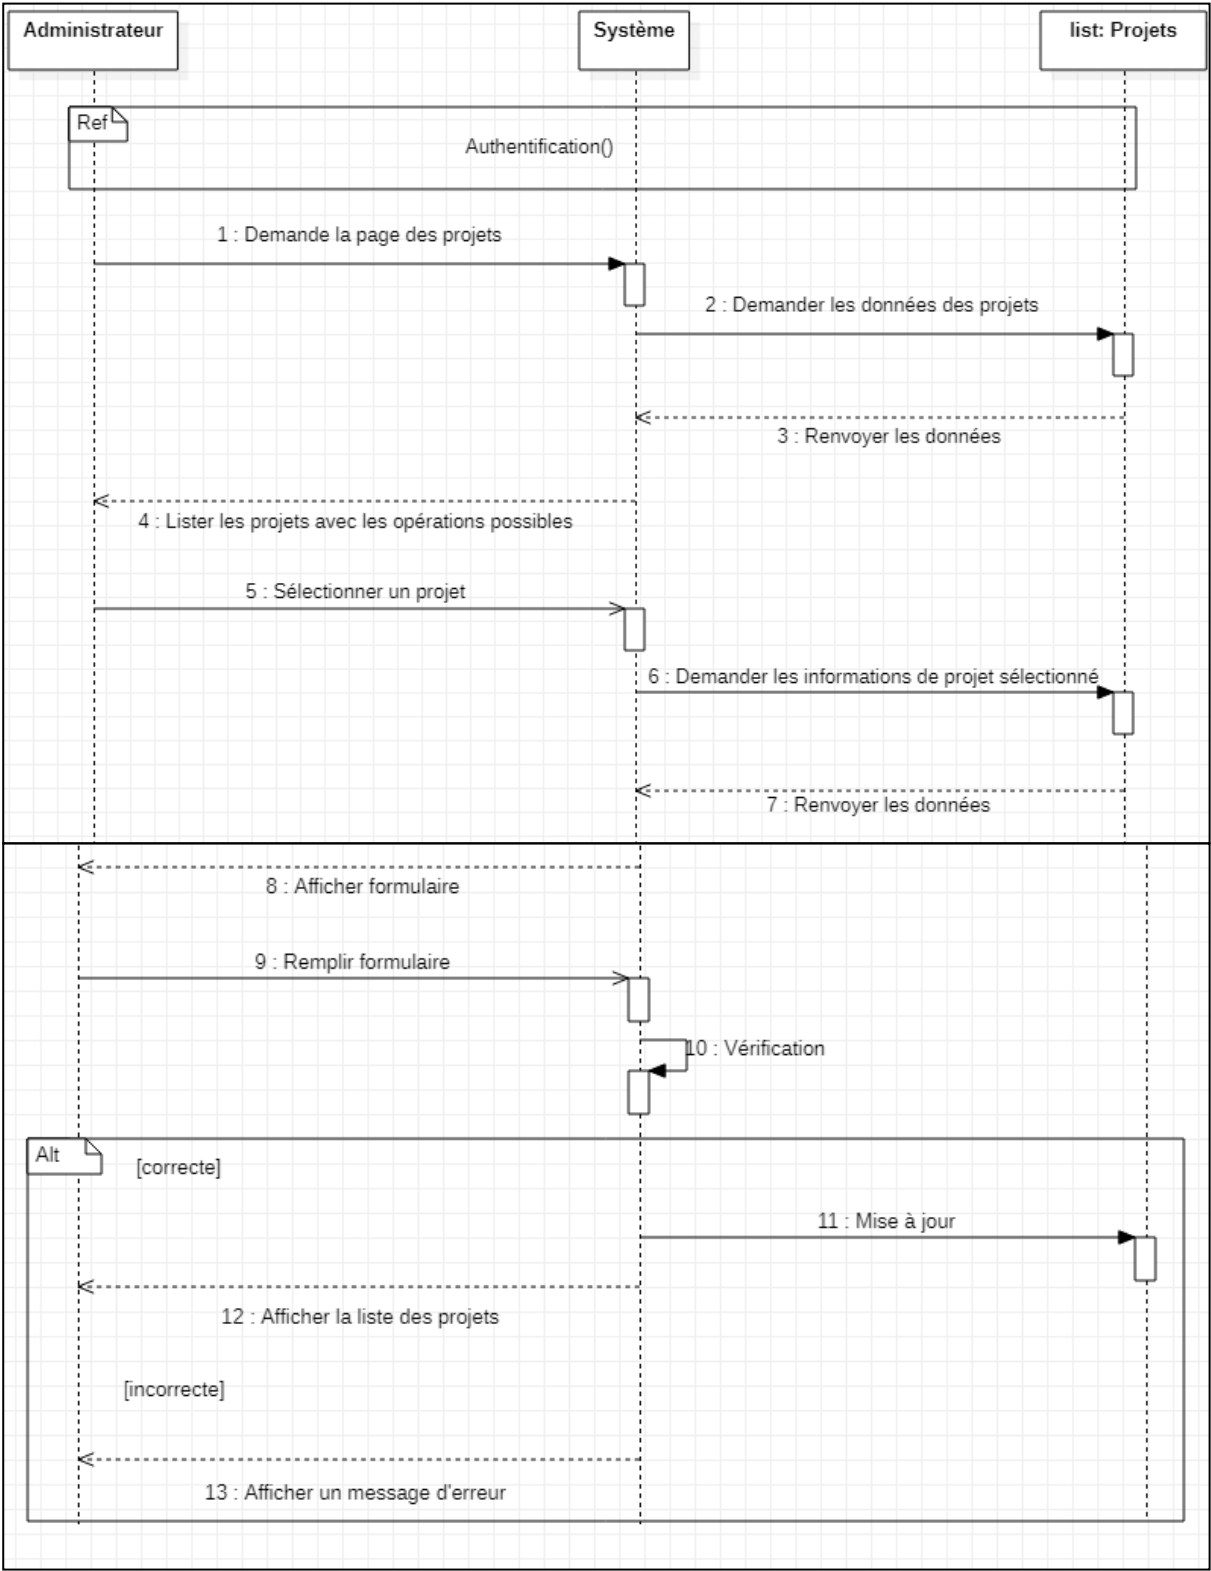 Administrateur
Système
list: Projets
Ref
Authentification()
1 : Demande la page des projets
2 : Demander les données des projets
3 : Renvoyer les données
4 : Lister les projets avec les opérations possibles
5 : Sélectionner un projet
6 : Demander les informations de projet sélectionné
7 : Renvoyer les données
8 : Afficher formulaire
9 : Remplir formulaire
10 : Vérification
Alt
[correcte]
11 : Mise à jour
12 : Afficher la liste des projets
[incorrecte]
13 : Afficher un message d'erreur